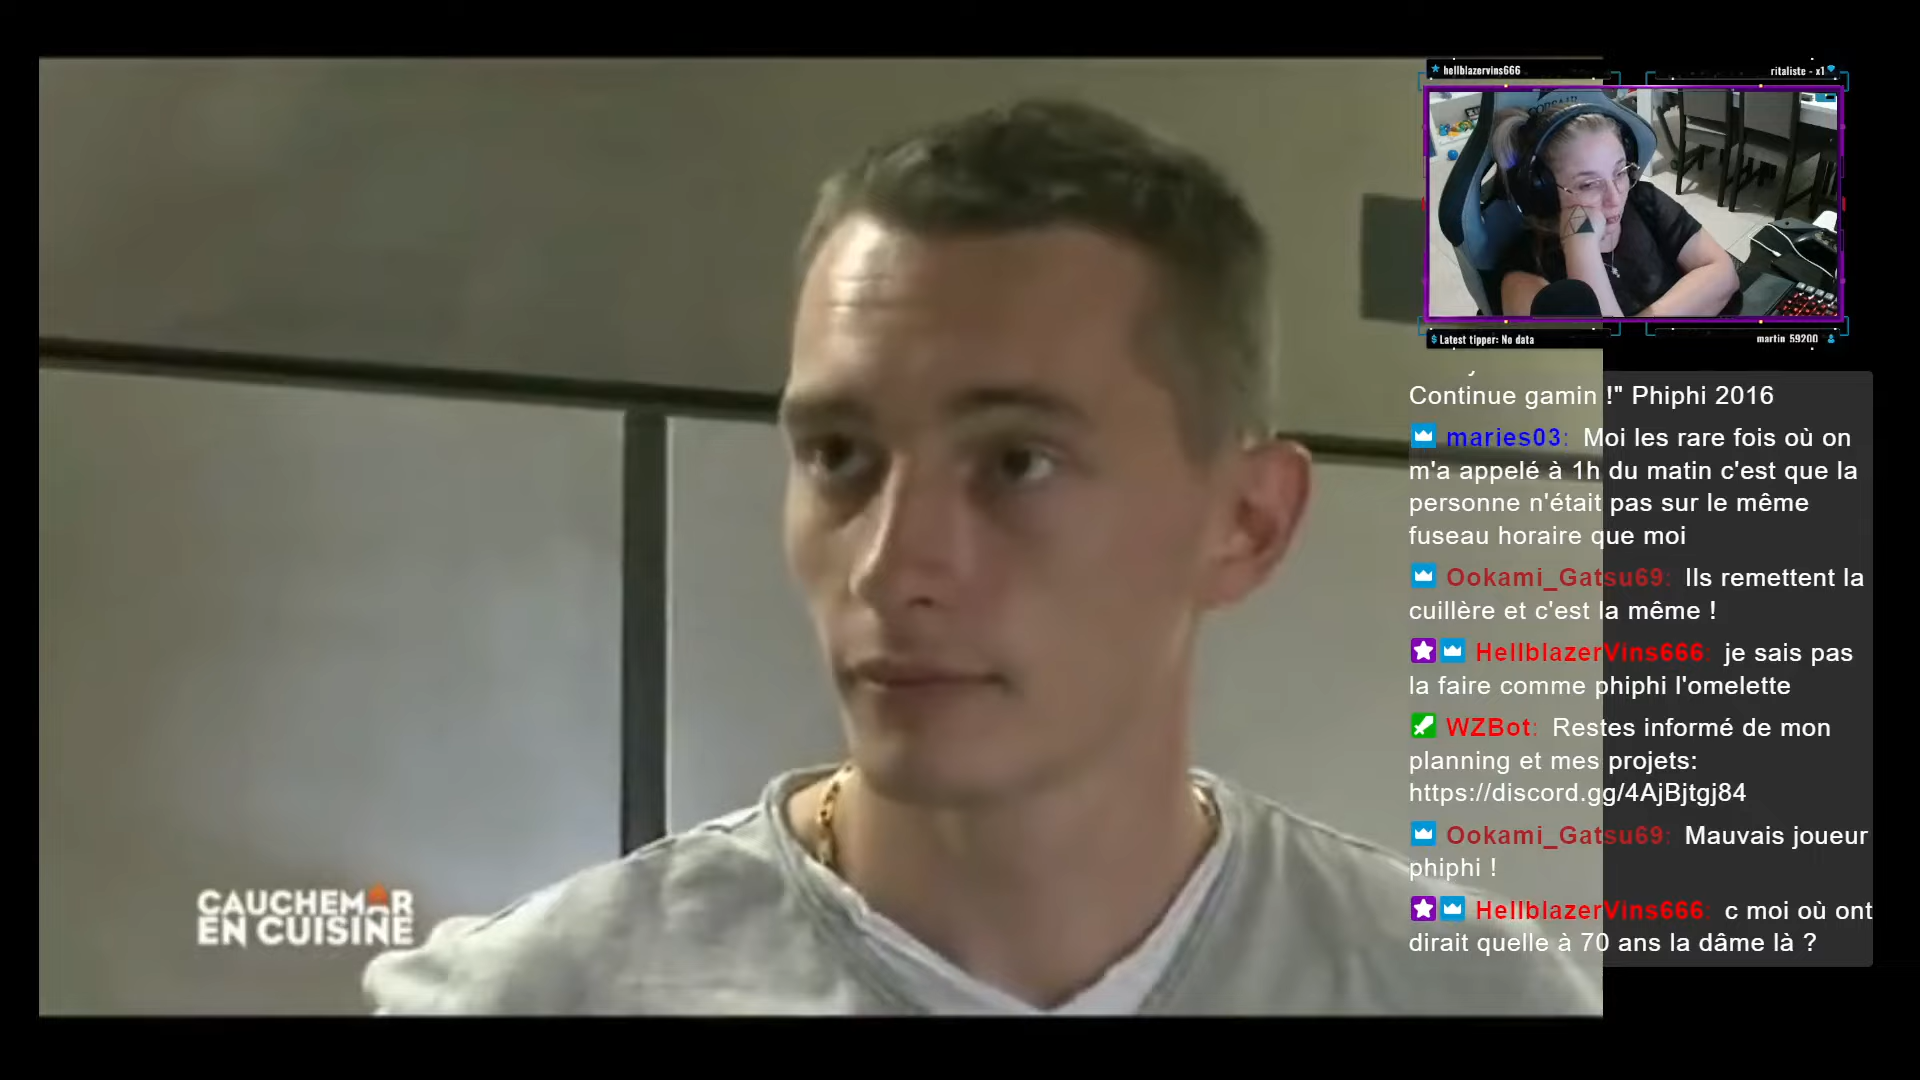 hellblazervins666
ritaliste - x1
CORSAIR
Latest tipper: No data
martin_59200
Continue gamin !" Phiphi 2016
maries03: Moi les rare fois où on
m'a appelé à 1h du matin c'est que la
personne n'était pas sur le même
fuseau horaire que moi
Ookami_Gatsu69: Ils remettent la
cuillère et c'est la même !
HellblazerVins666: je sais pas
la faire comme phiphi l'omelette
WZBot: Restes informé de mon
planning et mes projets:
https://discord.gg/4AjBjtgj84
Ookami_Gatsu69: Mauvais joueur
phiphi !
HellblazerVins666: c moi où ont
dirait quelle à 70 ans la dâme là ?
CAUCHEMAR
EN CUISINE